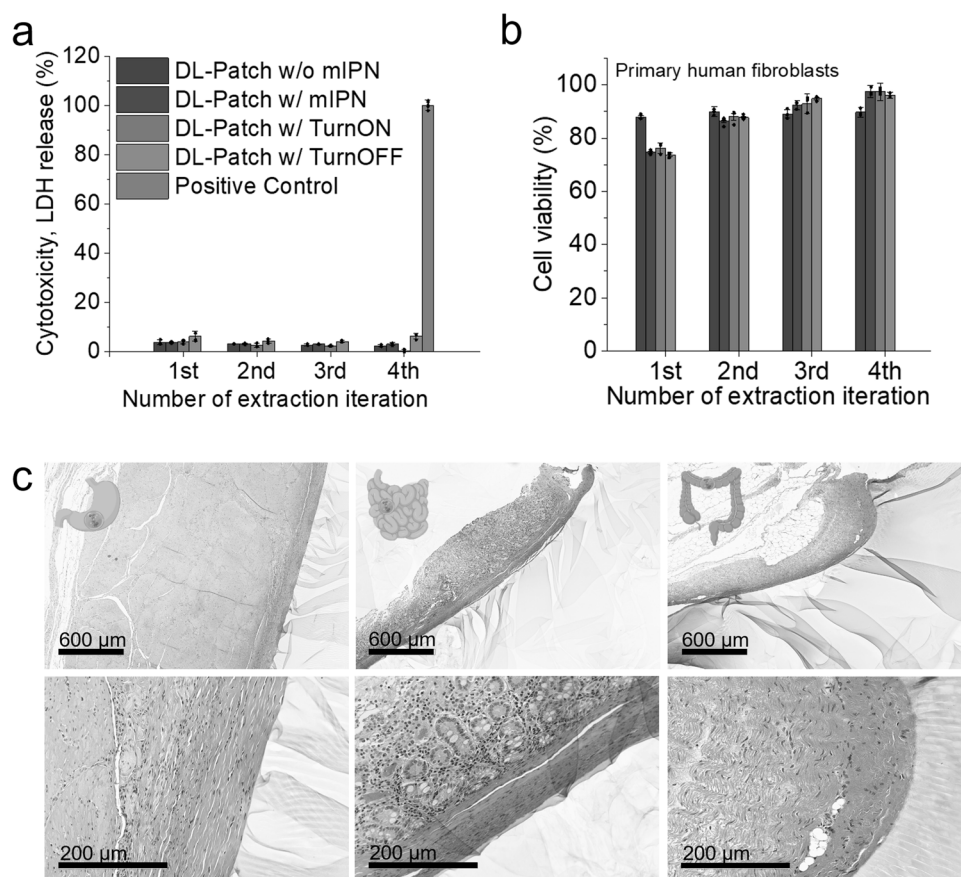 a
Cytotoxicity, LDH release (%)
120
100
80
60
40
20
0
DL-Patch w/o mIPN
DL-Patch w/ mIPN
DL-Patch w/ TurnON
DL-Patch w/ TurnOFF
Positive Control
1st 2nd 3rd 4th
Number of extraction iteration
b
Cell viability (%)
100
80
60
40
20
0
Primary human fibroblasts
1st 2nd 3rd 4th
Number of extraction iteration
c
600 µm 600 µm 600 µm
200 µm 200 µm 200 µm